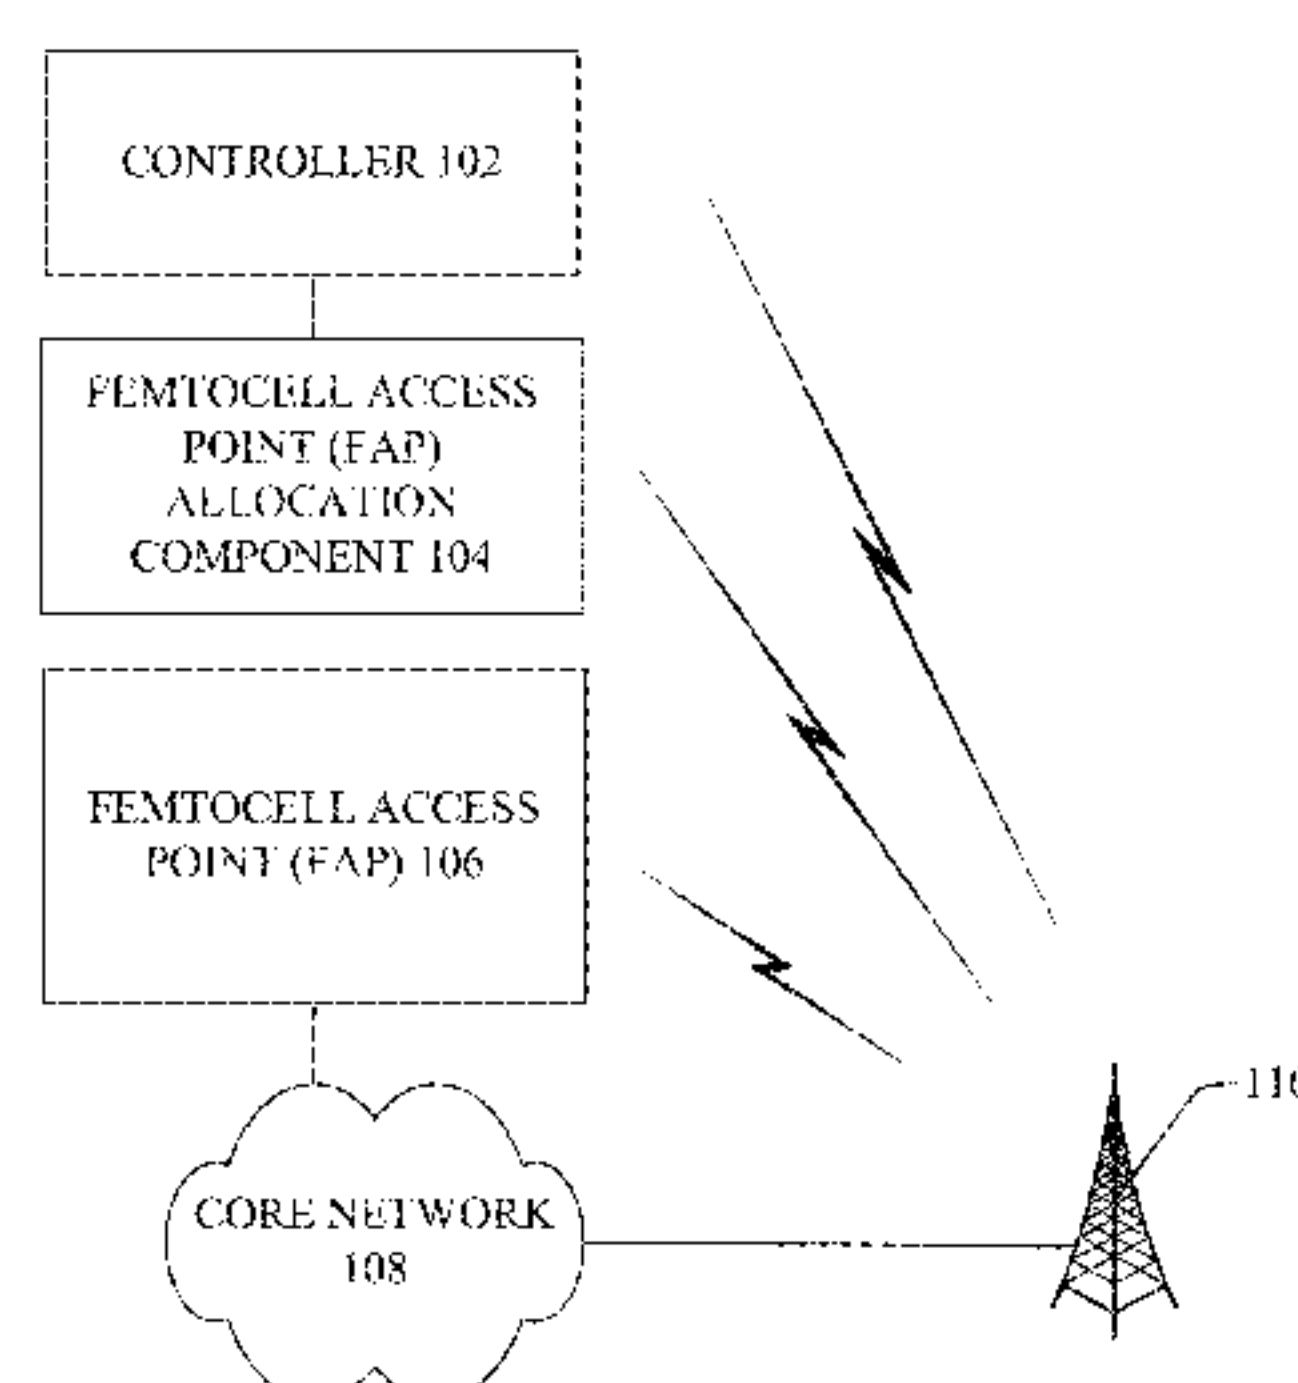 CONTROLLER 102
FEMTOCELL ACCESS
POINT (FAP)
ALLOCATION
COMPONENT 104
FEMTOCELL ACCESS
POINT (FAP) 106
CORE NETWORK
108